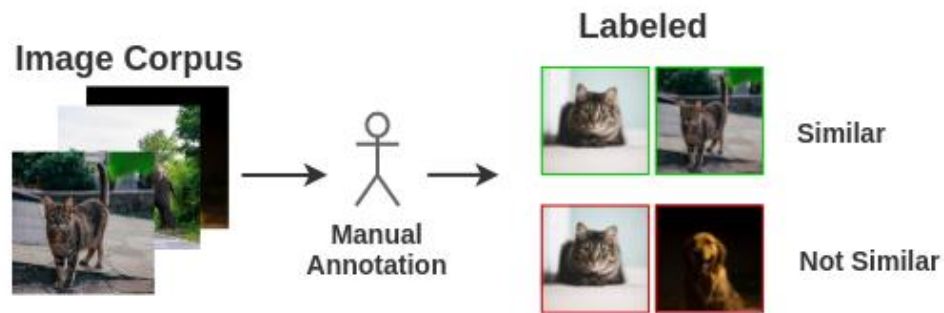 Image Corpus
Labeled
Similar
Manual
Annotation
Not Similar